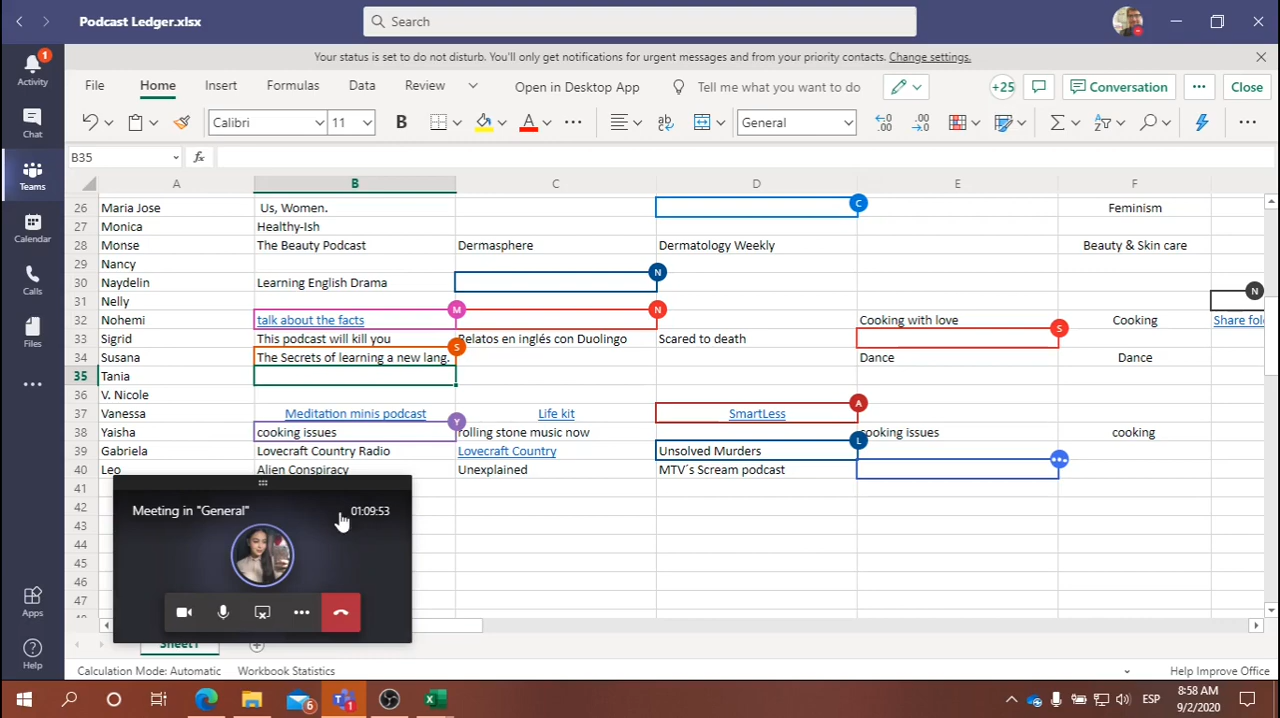 Podcast Ledger.xlsx
Search
Your status is set to do not disturb. You'll only get notifications for urgent messages and from your priority contacts. Change settings.
1
Activity
Chat
Teams
Calendar
Calls
Files
Apps
Help
File Home Insert Formulas Data Review Open in Desktop App Tell me what you want to do +25 Conversation Close
Calibri 11 B A General
B35 fx
A B C D E F
26 Maria Jose Us, Women. C Feminism
27 Monica Healthy-Ish
28 Monse The Beauty Podcast Dermasphere Dermatology Weekly Beauty & Skin care
29 Nancy
30 Naydelin Learning English Drama N
31 Nelly N
32 Nohemi talk about the facts M N Cooking with love Cooking Share fol
33 Sigrid This podcast will kill you Relatos en inglés con Duolingo Scared to death S
34 Susana The Secrets of learning a new lang. S Dance Dance
35 Tania
36 V. Nicole
37 Vanessa Meditation minis podcast Life kit SmartLess A
38 Yaisha cooking issues Y rolling stone music now cooking issues cooking
39 Gabriela Lovecraft Country Radio Lovecraft Country Unsolved Murders L
40 Leo Alien Conspiracy Unexplained MTV´s Scream podcast
41
42
43
44
45
46
47
Meeting in "General" 01:09:53
Sheet1
Calculation Mode: Automatic Workbook Statistics Help Improve Office
6 1 ESP 8:58 AM
9/2/2020